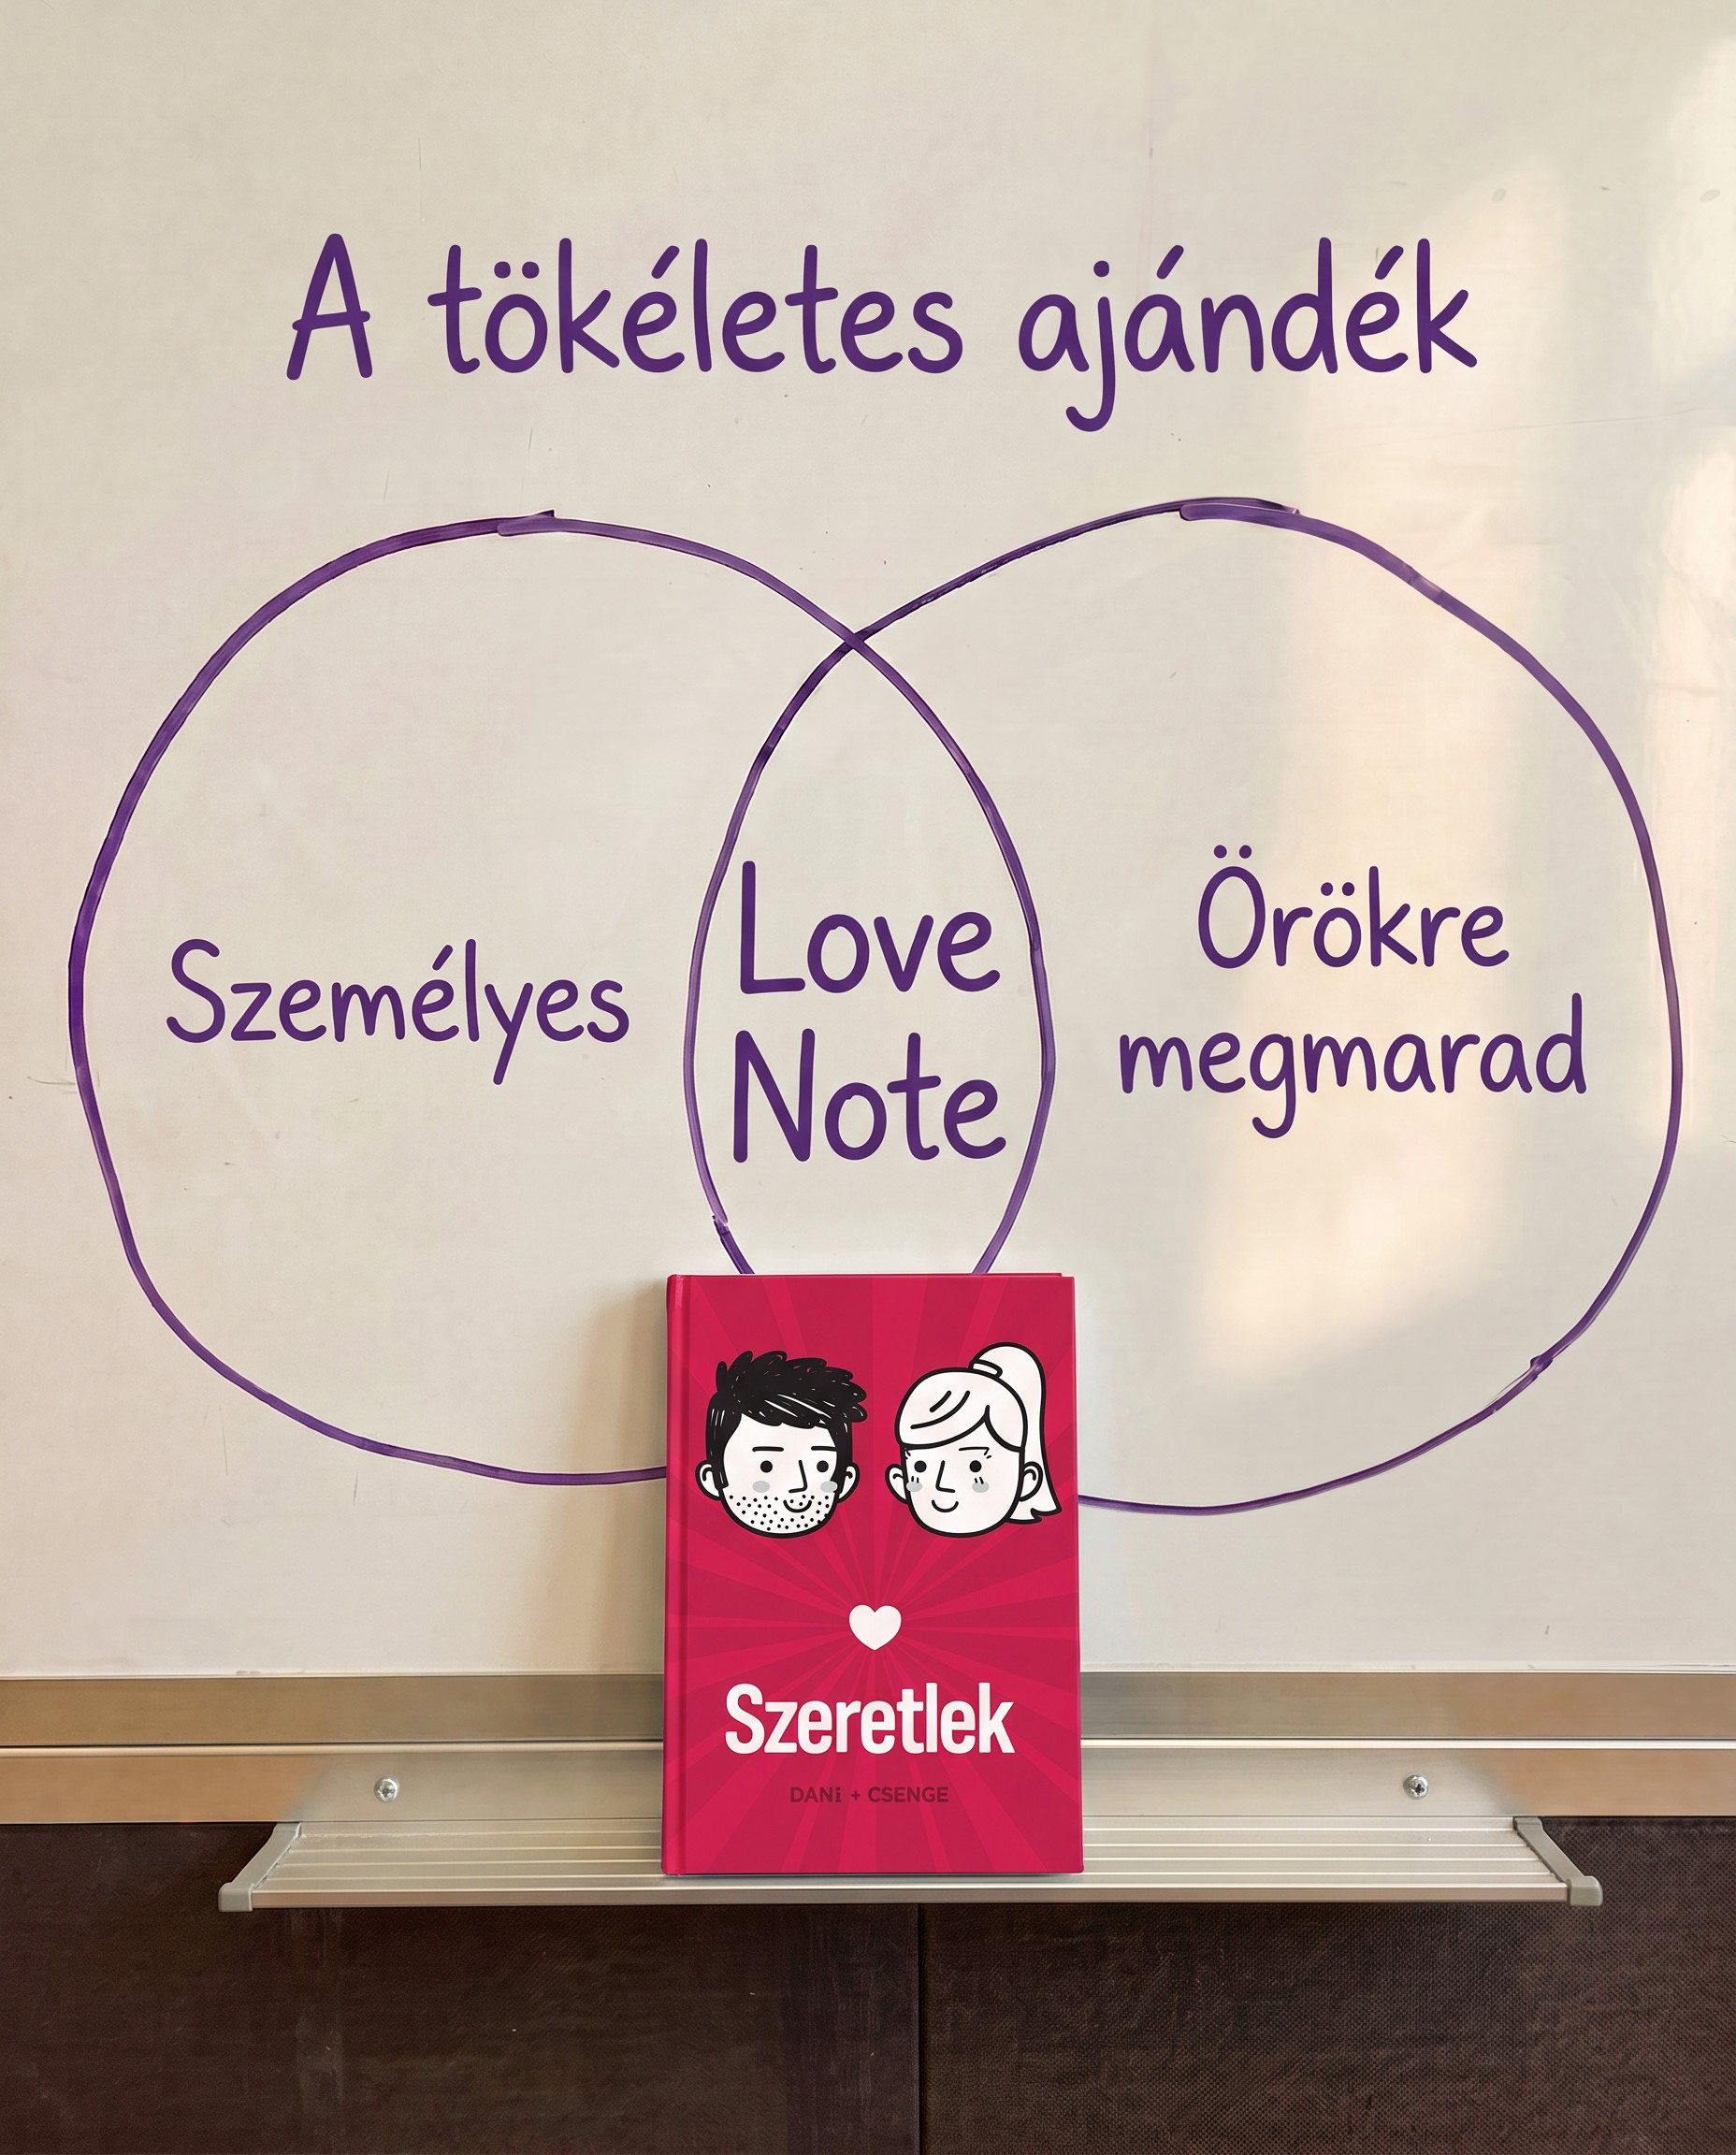 A tökéletes ajándék
Személyes
Love
Note
Örökre
megmarad
Szeretlek
DANI + CSENGE